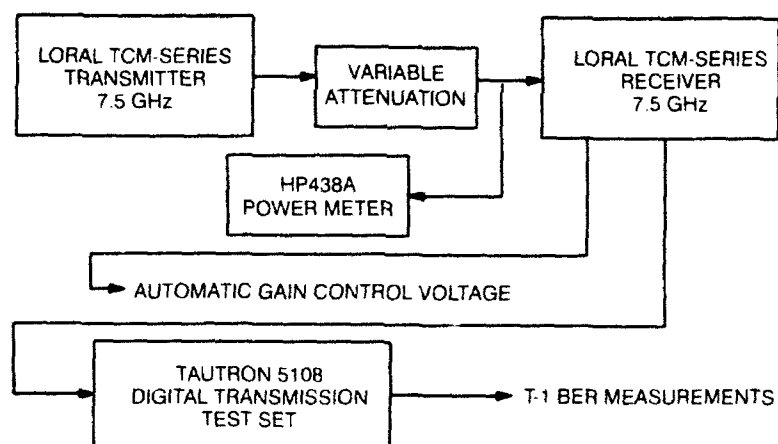 LORAL TCM-SERIES
TRANSMITTER
7.5 GHz
VARIABLE
ATTENUATION
LORAL TCM-SERIES
RECEIVER
7.5 GHz
HP438A
POWER METER
AUTOMATIC GAIN CONTROL VOLTAGE
TAUTRON 5108
DIGITAL TRANSMISSION
TEST SET
T-1 BER MEASUREMENTS